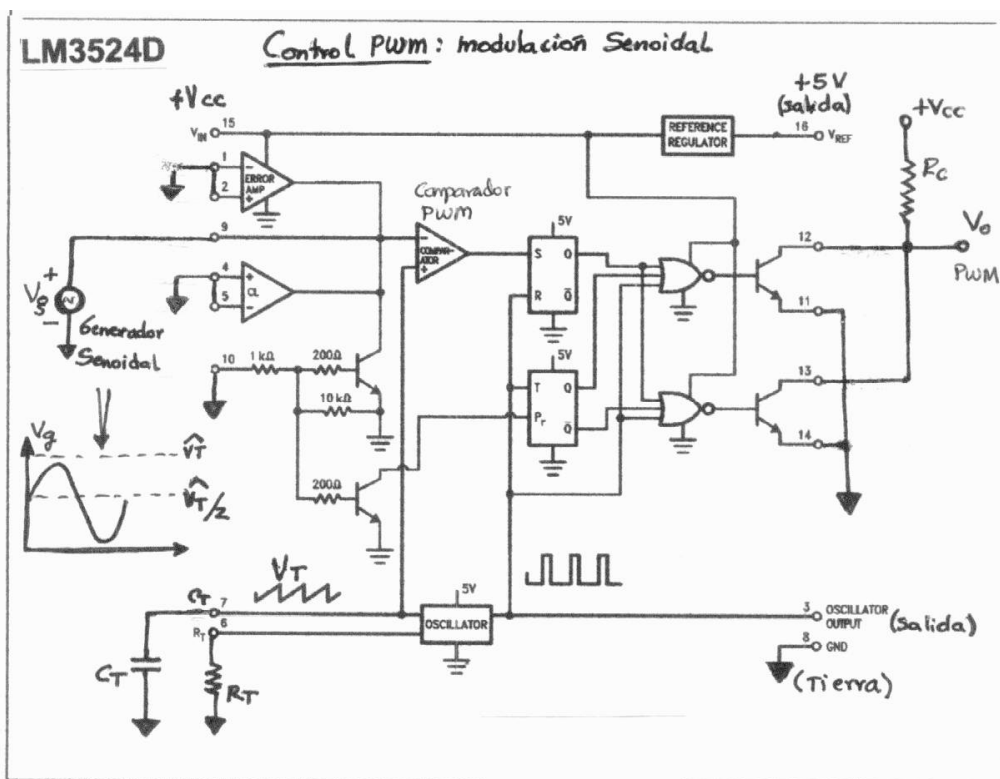 LM3524D
Control PWM: modulación Senoidal
+Vcc
+5V
(salida)
+Vcc
VIN
15
REFERENCE
REGULATOR
16
VREF
RC
1
2
-
+
ERROR
AMP
Comparador
PWM
5V
9
-
+
COMPAR-
ATOR
S
Q
R
Q̄
12
Vo
PWM
11
+
-
4
5
+
-
CL
Generador
Senoidal
10
1 kΩ
200Ω
10 kΩ
5V
T
Q
Pr
Q̄
13
14
Vg
V̂T
V̂T/2
200Ω
VT
CT
7
RT
6
5V
OSCILLATOR
3
OSCILLATOR
OUTPUT
(salida)
8
GND
(Tierra)
CT
RT